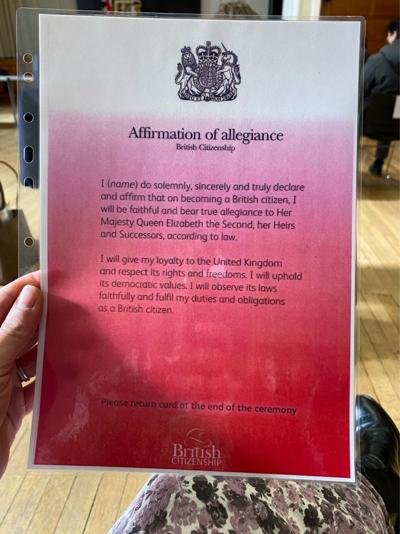 Affirmation of allegiance
British Citizenship
I (name) do solemnly, sincerely and truly declare
and affirm that on becoming a British citizen, I
will be faithful and bear true allegiance to Her
Majesty Queen Elizabeth the Second, her Heirs
and Successors, according to law.
I will give my loyalty to the United Kingdom
and respect its rights and freedoms. I will uphold
its democratic values. I will observe its laws
faithfully and fulfil my duties and obligations
as a British citizen.
Please return card at the end of the ceremony
British
CITIZENSHIP